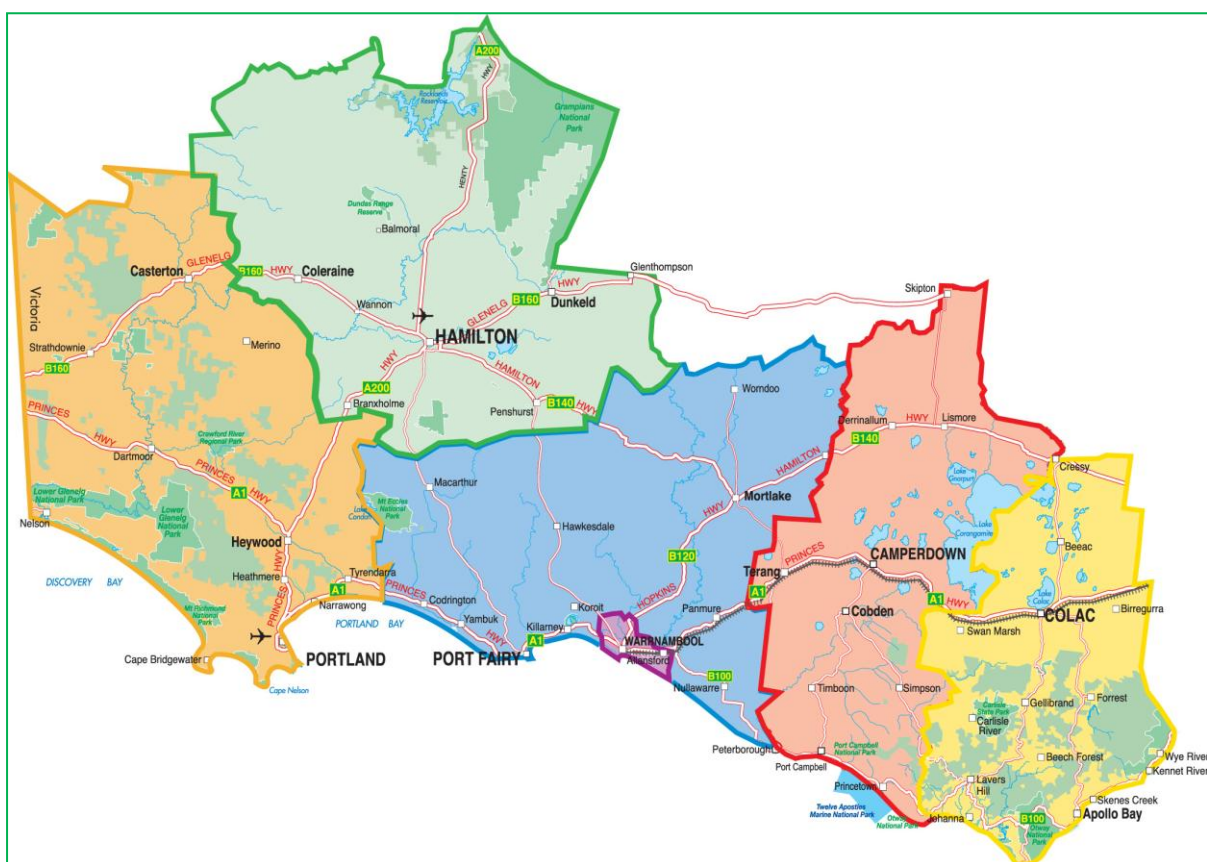 A200
HWY
Rocklands
Reservoir
Grampians
National
Park
HENTY
Dundas Range
Reserve
Balmoral
Victoria
Casterton
GLENELG
B160
HWY
Coleraine
Wannon
GLENELG
B160
HWY
Dunkeld
Glenthompson
Skipton
HAMILTON
Strathdownie
B160
Merino
HWY
A200
Branxholme
HAMILTON
Penshurst
B140
HWY
Worndoo
PRINCES
HWY
Dartmoor
Crawford River
Regional Park
PRINCES
HWY
A1
Derrinallum
HWY
Lismore
B140
HAMILTON
Cressy
Lake
Gnarpurt
Lower Glenelg
National Park
Nelson
Lower
Glenelg
National
Park
Macarthur
Mt Eccles
National
Park
Lake
Condah
Hawkesdale
Mortlake
HWY
B120
HOPKINS
Lake
Corangamite
Beeac
Heywood
HWY
PRINCES
Heathmere
Tyrendarra
A1
Narrawong
DISCOVERY BAY
Mt Richmond
National
Park
PORTLAND BAY
PRINCES
Codrington
Yambuk
HWY
Koroit
Killarney
A1
PORT FAIRY
WARRNAMBOOL
Allansford
Panmure
Terang
A1
PRINCES
CAMPERDOWN
Cobden
A1
HWY
Lake
Colac
COLAC
Birregurra
Swan Marsh
Cape Bridgewater
PORTLAND
Cape Nelson
B100
Nullawarre
Timboon
Simpson
Gellibrand
Forrest
Carlisle
State Park
Carlisle
River
Peterborough
Port Campbell
Port Campbell
National Park
Beech Forest
Wye River
Kennet River
Princetown
Lavers
Hill
Skenes Creek
Twelve Apostles
Marine National Park
Otway
National Park
Johanna
B100
Apollo Bay
Otway
National
Park